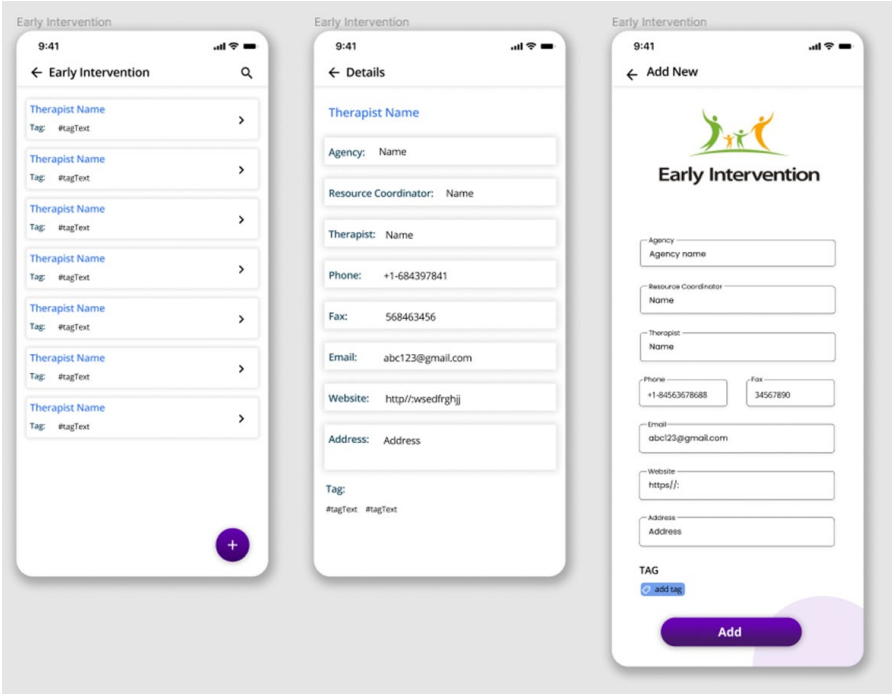 Early Intervention
9:41
Early Intervention
Therapist Name
Tag: #tagText
Therapist Name
Tag: #tagText
Therapist Name
Tag: #tagText
Therapist Name
Tag: #tagText
Therapist Name
Tag: #tagText
Therapist Name
Tag: #tagText
Therapist Name
Tag: #tagText
+
Early Intervention
9:41
Details
Therapist Name
Agency: Name
Resource Coordinator: Name
Therapist: Name
Phone: +1-684397841
Fax: 568463456
Email: abc123@gmail.com
Website: http//:wsedfrghjj
Address: Address
Tag:
#tagText #tagText
Early Intervention
9:41
Add New
Early Intervention
Agency
Agency name
Resource Coordinator
Name
Therapist
Name
Phone Fax
+1-84563678688 34567890
Email
abc123@gmail.com
Website
https//:
Address
Address
TAG
add tag
Add